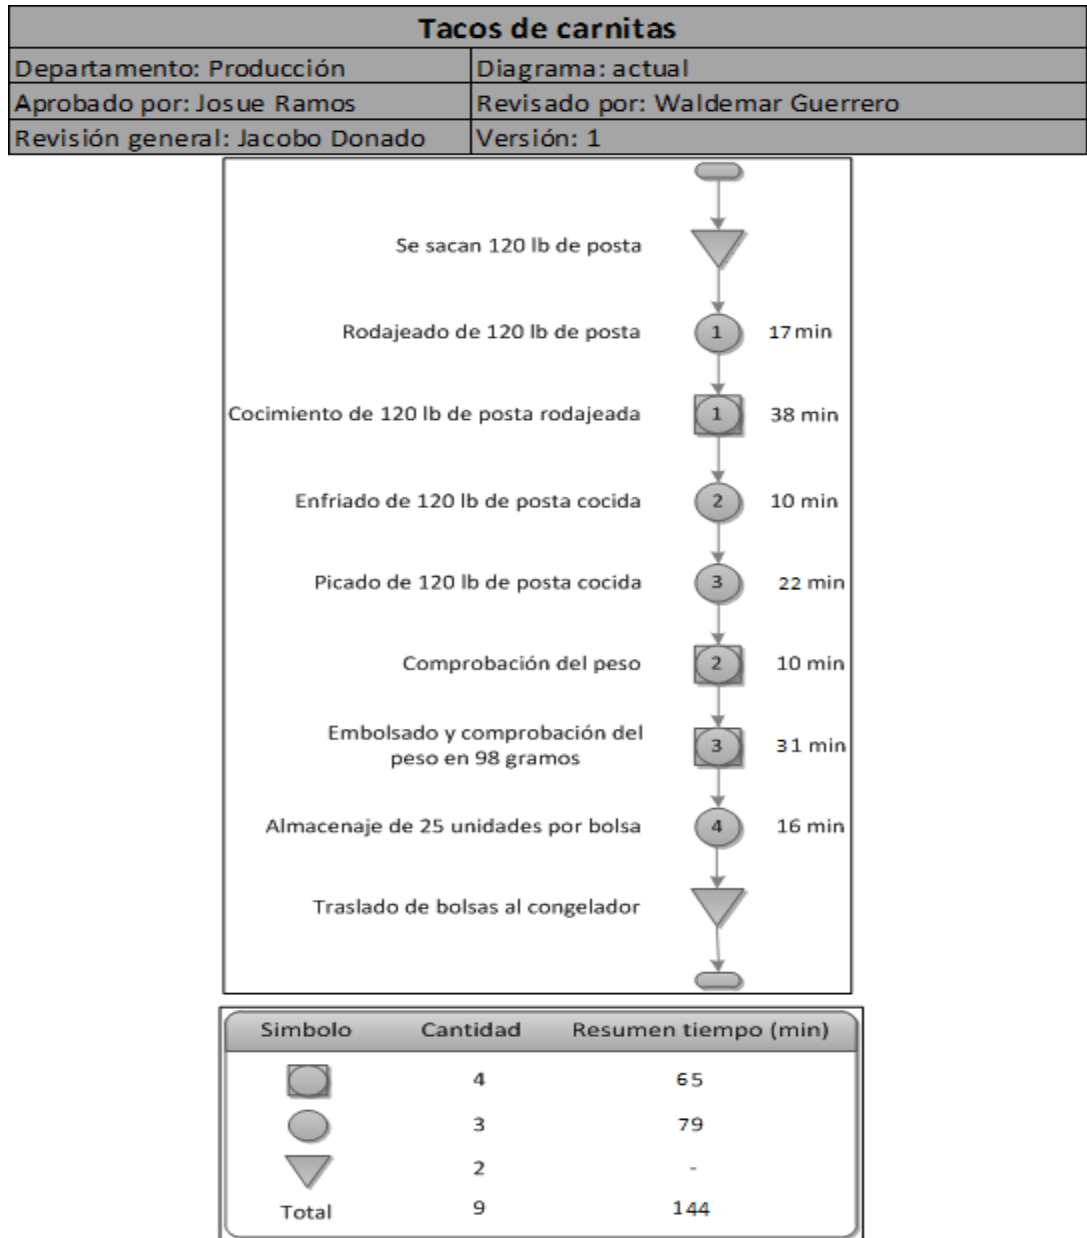 Tacos de carnitas
Departamento: Producción
Diagrama: actual
Aprobado por: Josue Ramos
Revisado por: Waldemar Guerrero
Revisión general: Jacobo Donado
Versión: 1
Se sacan 120 lb de posta
Rodajeado de 120 lb de posta
1
17 min
Cocimiento de 120 lb de posta rodajeada
1
38 min
Enfriado de 120 lb de posta cocida
2
10 min
Picado de 120 lb de posta cocida
3
22 min
Comprobación del peso
2
10 min
Embolsado y comprobación del
peso en 98 gramos
3
31 min
Almacenaje de 25 unidades por bolsa
4
16 min
Traslado de bolsas al congelador
Simbolo Cantidad Resumen tiempo (min)
4 65
3 79
2 -
Total 9 144